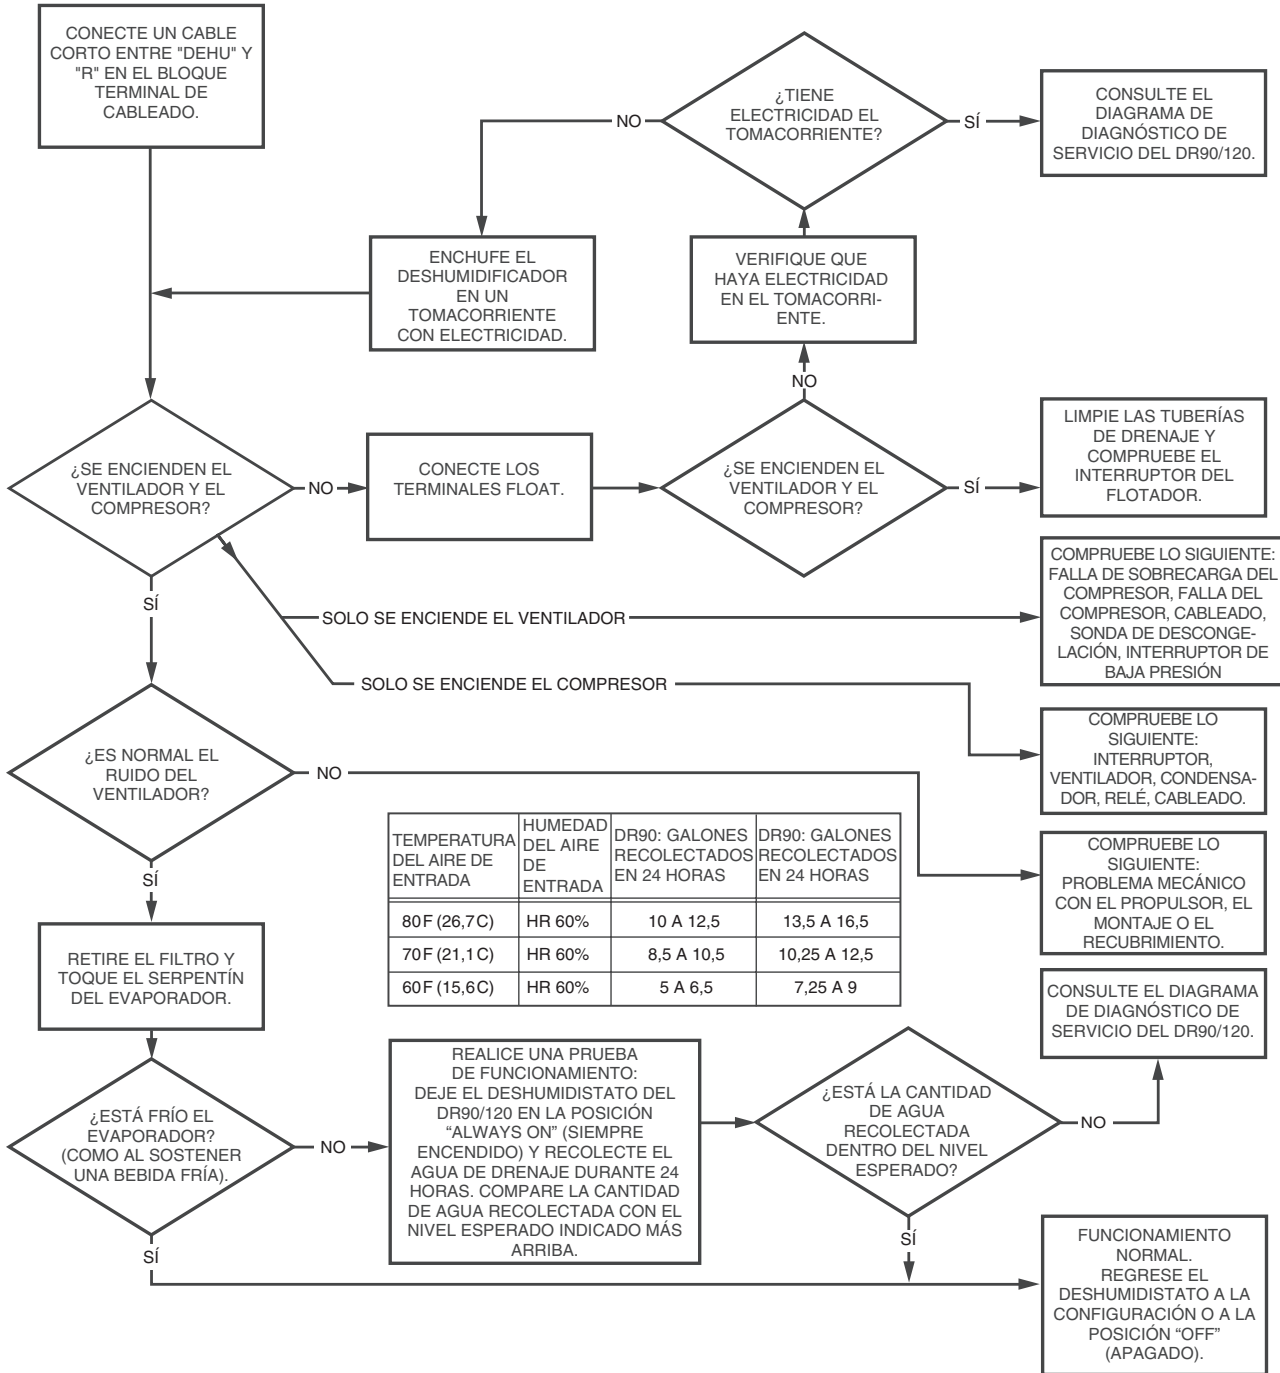 CONECTE UN CABLE
CORTO ENTRE "DEHU" Y
"R" EN EL BLOQUE
TERMINAL DE
CABLEADO.
¿TIENE
ELECTRICIDAD EL
TOMACORRIENTE?
NO
SÍ
CONSULTE EL
DIAGRAMA DE
DIAGNÓSTICO DE
SERVICIO DEL DR90/120.
ENCHUFE EL
DESHUMIDIFICADOR
EN UN
TOMACORRIENTE
CON ELECTRICIDAD.
VERIFIQUE QUE
HAYA ELECTRICIDAD
EN EL TOMACORRI-
ENTE.
NO
¿SE ENCIENDEN EL
VENTILADOR Y EL
COMPRESOR?
NO
CONECTE LOS
TERMINALES FLOAT.
¿SE ENCIENDEN EL
VENTILADOR Y EL
COMPRESOR?
SÍ
LIMPIE LAS TUBERÍAS
DE DRENAJE Y
COMPRUEBE EL
INTERRUPTOR DEL
FLOTADOR.
SÍ
SOLO SE ENCIENDE EL VENTILADOR
COMPRUEBE LO SIGUIENTE:
FALLA DE SOBRECARGA DEL
COMPRESOR, FALLA DEL
COMPRESOR, CABLEADO,
SONDA DE DESCONGE-
LACIÓN, INTERRUPTOR DE
BAJA PRESIÓN
SOLO SE ENCIENDE EL COMPRESOR
COMPRUEBE LO
SIGUIENTE:
INTERRUPTOR,
VENTILADOR, CONDENSA-
DOR, RELÉ, CABLEADO.
¿ES NORMAL EL
RUIDO DEL
VENTILADOR?
NO
COMPRUEBE LO
SIGUIENTE:
PROBLEMA MECÁNICO
CON EL PROPULSOR, EL
MONTAJE O EL
RECUBRIMIENTO.
SÍ
TEMPERATURA
DEL AIRE DE
ENTRADA
HUMEDAD
DEL AIRE
DE
ENTRADA
DR90: GALONES
RECOLECTADOS
EN 24 HORAS
DR90: GALONES
RECOLECTADOS
EN 24 HORAS
80F (26,7C) HR 60% 10 A 12,5 13,5 A 16,5
70F (21,1C) HR 60% 8,5 A 10,5 10,25 A 12,5
60F (15,6C) HR 60% 5 A 6,5 7,25 A 9
RETIRE EL FILTRO Y
TOQUE EL SERPENTÍN
DEL EVAPORADOR.
¿ESTÁ FRÍO EL
EVAPORADOR?
(COMO AL SOSTENER
UNA BEBIDA FRÍA).
NO
REALICE UNA PRUEBA
DE FUNCIONAMIENTO:
DEJE EL DESHUMIDISTATO DEL
DR90/120 EN LA POSICIÓN
“ALWAYS ON” (SIEMPRE
ENCENDIDO) Y RECOLECTE EL
AGUA DE DRENAJE DURANTE 24
HORAS. COMPARE LA CANTIDAD
DE AGUA RECOLECTADA CON EL
NIVEL ESPERADO INDICADO MÁS
ARRIBA.
¿ESTÁ LA CANTIDAD
DE AGUA
RECOLECTADA
DENTRO DEL NIVEL
ESPERADO?
NO
CONSULTE EL DIAGRAMA
DE DIAGNÓSTICO DE
SERVICIO DEL DR90/120.
SÍ
SÍ
FUNCIONAMIENTO
NORMAL.
REGRESE EL
DESHUMIDISTATO A LA
CONFIGURACIÓN O A LA
POSICIÓN “OFF”
(APAGADO).